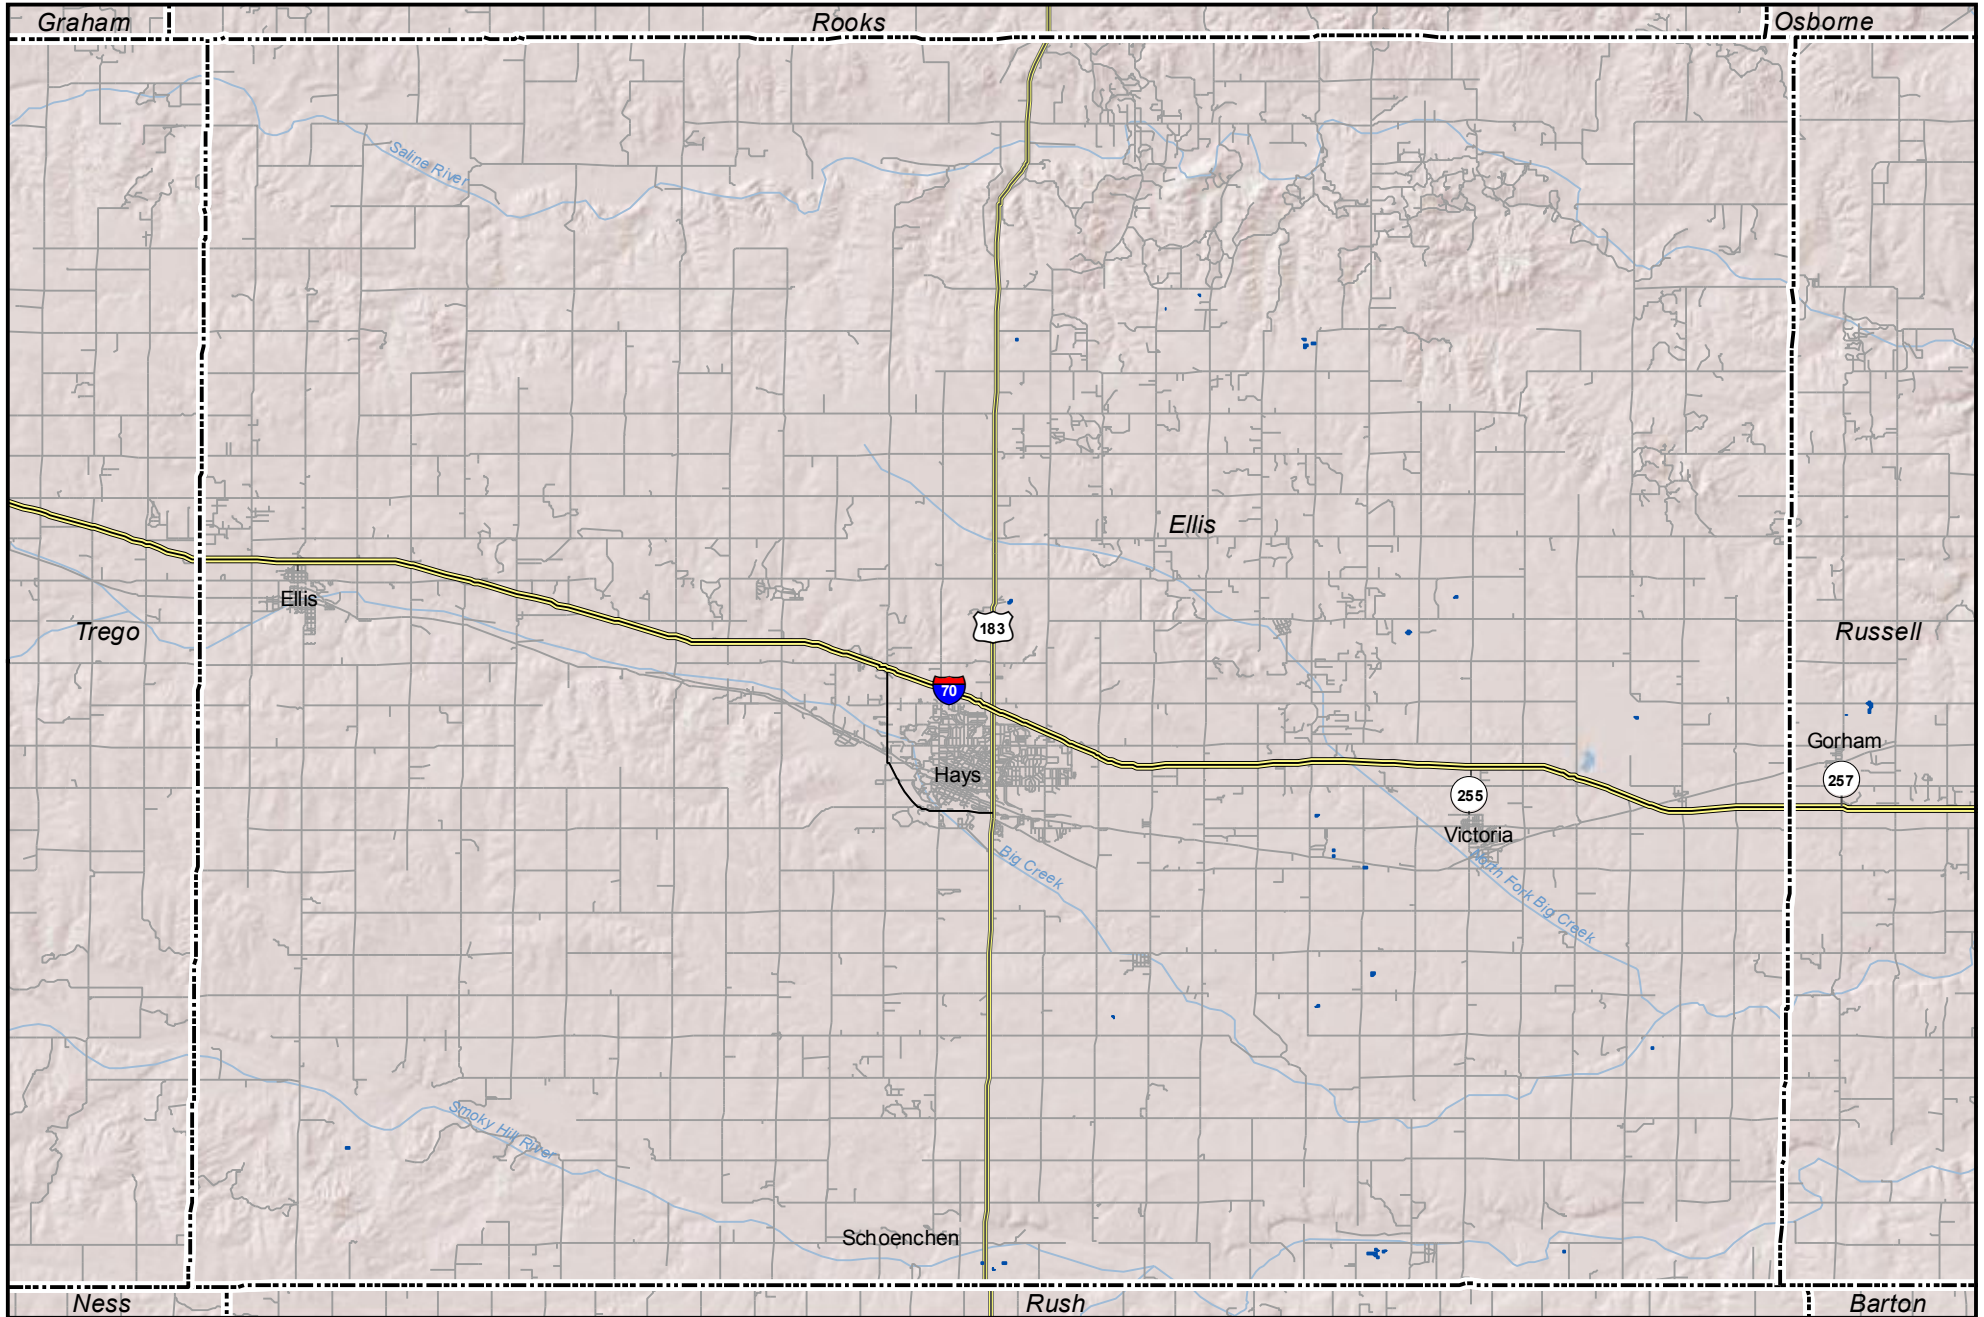 Graham
Rooks
Osborne
Saline River
Ellis
Ellis
Trego
183
Russell
70
Gorham
Hays
257
255
Victoria
Big Creek
North Fork Big Creek
Smoky Hill River
Schoenchen
Ness
Rush
Barton